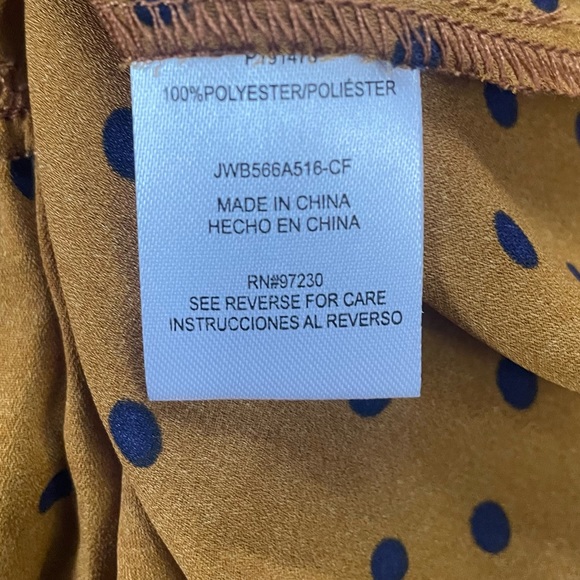 100%POLYESTER/POLIÉSTER
JWB566A516-CF
MADE IN CHINA
HECHO EN CHINA
RN#97230
SEE REVERSE FOR CARE
INSTRUCCIONES AL REVERSO